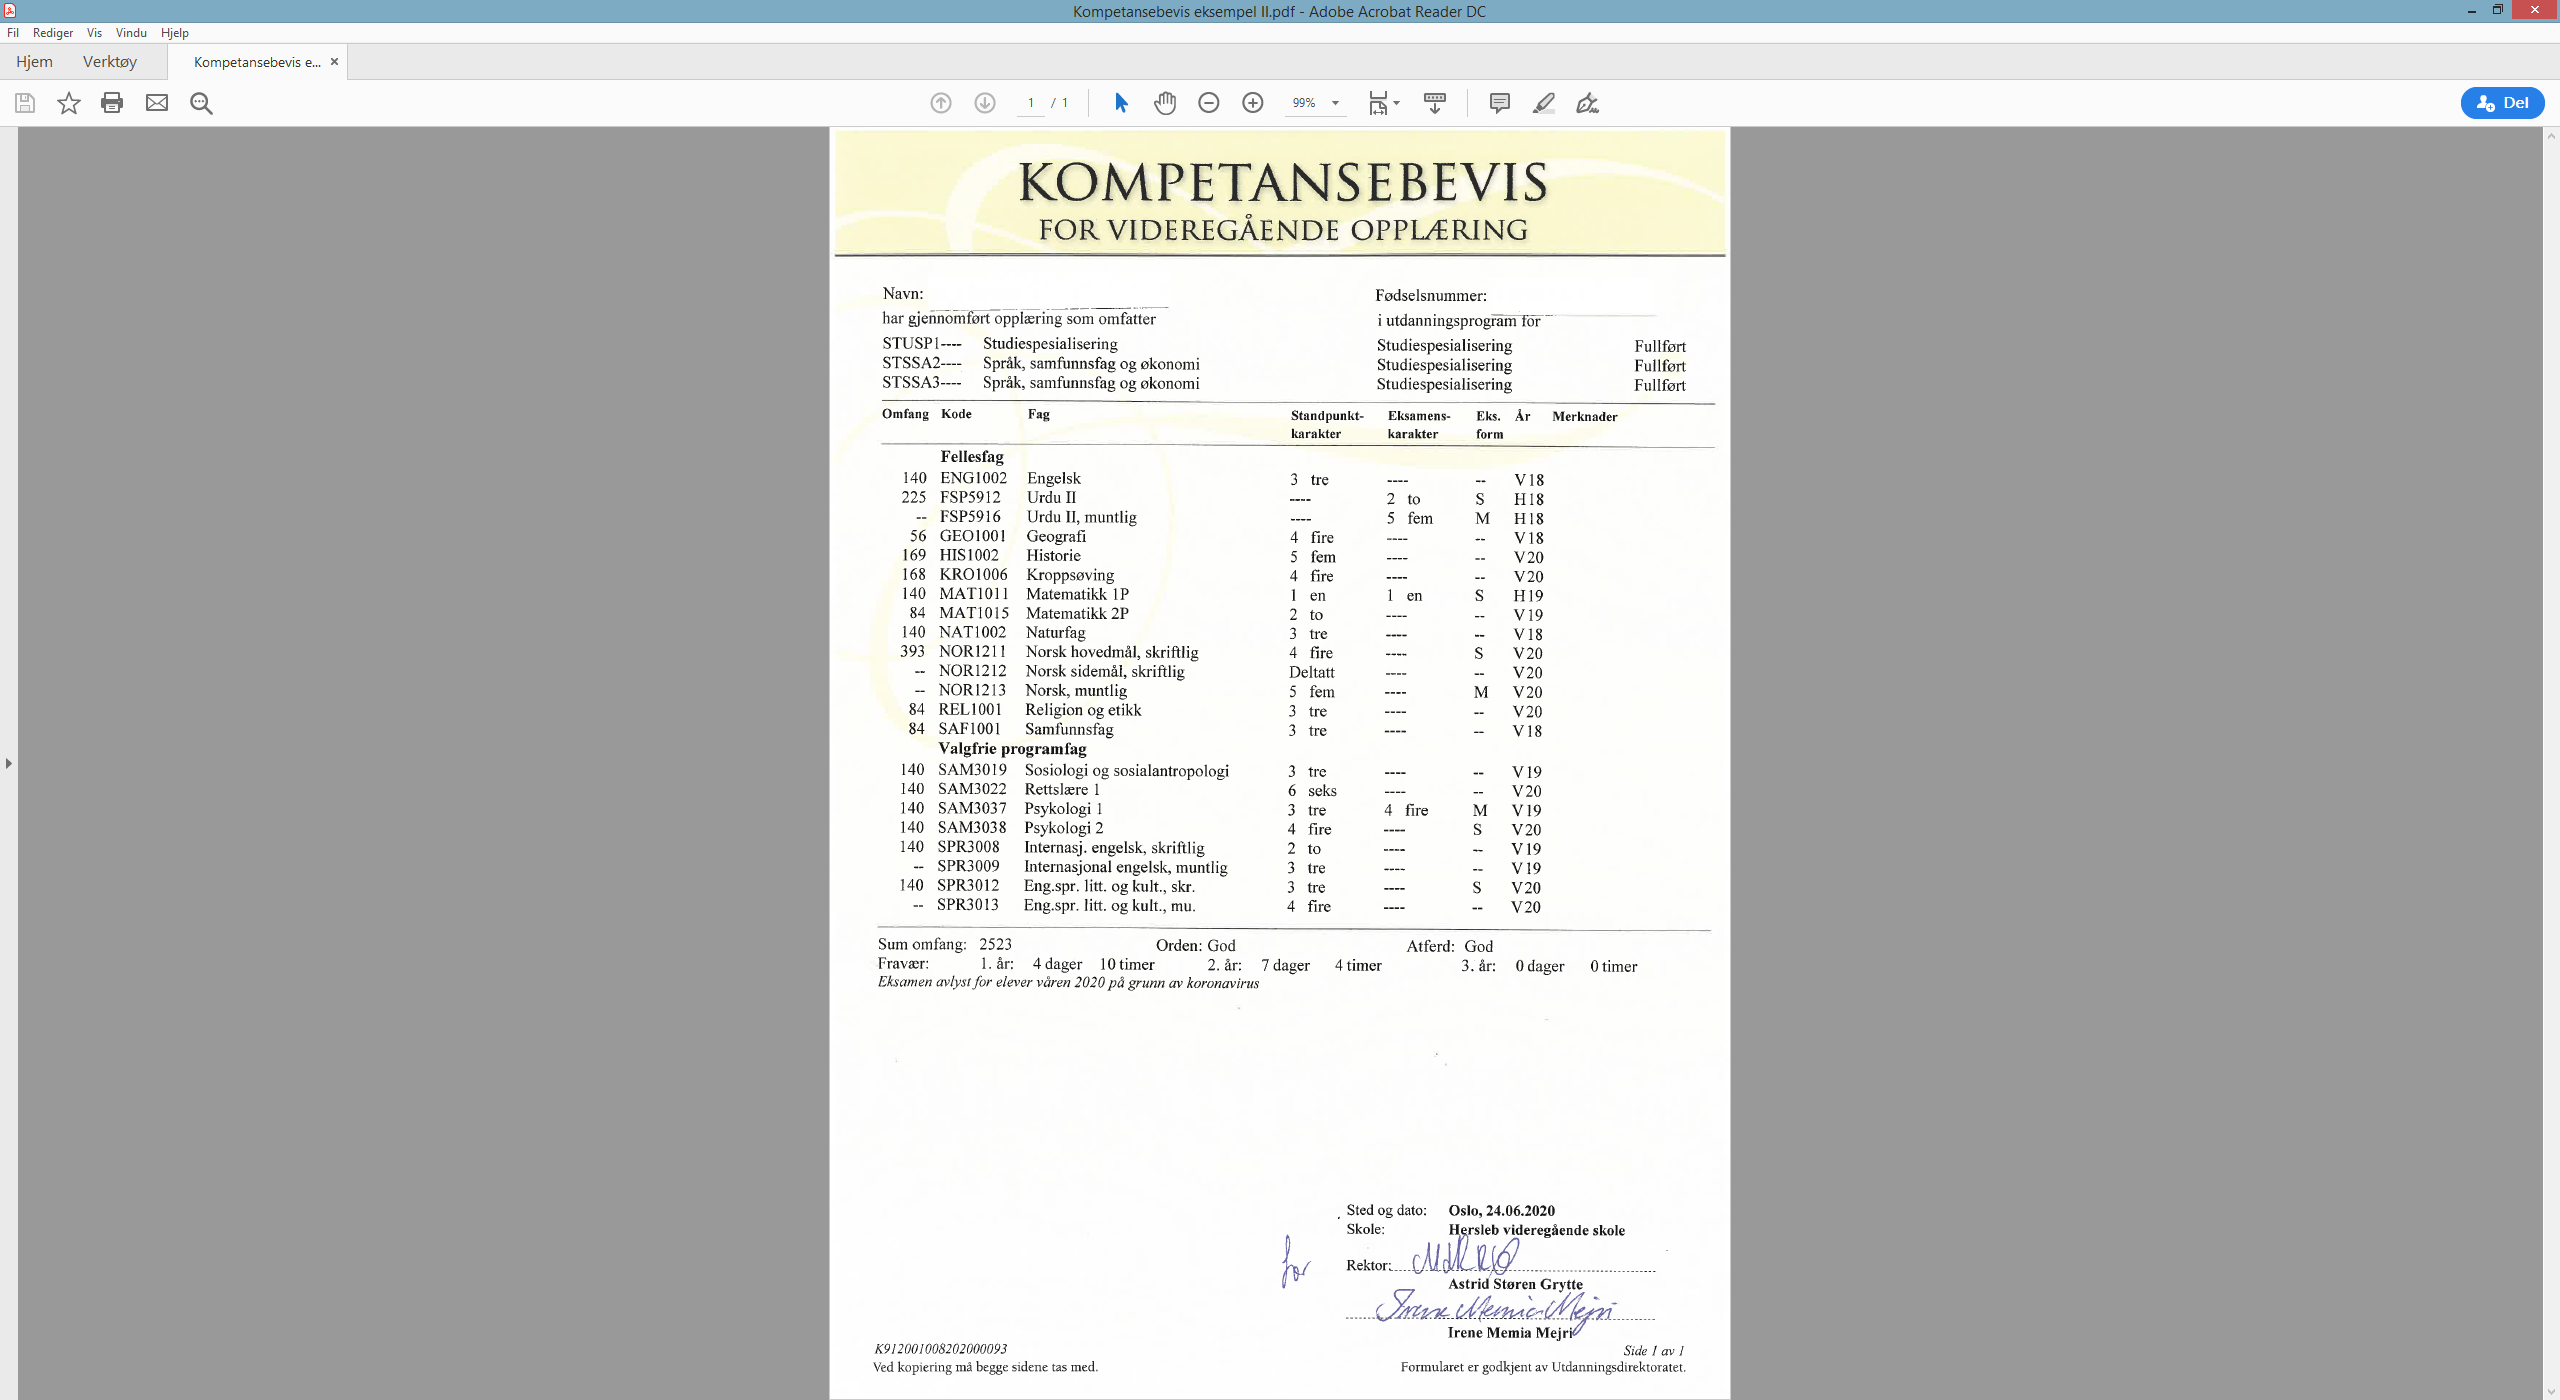 Kompetansebevis eksempel II.pdf - Adobe Acrobat Reader DC
Fil Rediger Vis Vindu Hjelp
Hjem Verktøy Kompetansebevis e...
1 / 1 99% Del
KOMPETANSEBEVIS
FOR VIDEREGÅENDE OPPLÆRING
Navn: Fødselsnummer:
har gjennomført opplæring som omfatter i utdanningsprogram for
STUSP1---- Studiespesialisering Studiespesialisering Fullført
STSSA2---- Språk, samfunnsfag og økonomi Studiespesialisering Fullført
STSSA3---- Språk, samfunnsfag og økonomi Studiespesialisering Fullført
Omfang Kode Fag Standpunkt- Eksamens- Eks. År Merknader
karakter karakter form
Fellesfag
140 ENG1002 Engelsk 3 tre ---- -- V18
225 FSP5912 Urdu II ---- 2 to S H18
-- FSP5916 Urdu II, muntlig ---- 5 fem M H18
56 GEO1001 Geografi 4 fire ---- -- V18
169 HIS1002 Historie 5 fem ---- -- V20
168 KRO1006 Kroppsøving 4 fire ---- -- V20
140 MAT1011 Matematikk 1P 1 en 1 en S H19
84 MAT1015 Matematikk 2P 2 to ---- -- V19
140 NAT1002 Naturfag 3 tre ---- -- V18
393 NOR1211 Norsk hovedmål, skriftlig 4 fire ---- S V20
-- NOR1212 Norsk sidemål, skriftlig Deltatt ---- -- V20
-- NOR1213 Norsk, muntlig 5 fem ---- M V20
84 REL1001 Religion og etikk 3 tre ---- -- V20
84 SAF1001 Samfunnsfag 3 tre ---- -- V18
Valgfrie programfag
140 SAM3019 Sosiologi og sosialantropologi 3 tre ---- -- V19
140 SAM3022 Rettslære 1 6 seks ---- -- V20
140 SAM3037 Psykologi 1 3 tre 4 fire M V19
140 SAM3038 Psykologi 2 4 fire ---- S V20
140 SPR3008 Internasj. engelsk, skriftlig 2 to ---- -- V19
-- SPR3009 Internasjonal engelsk, muntlig 3 tre ---- -- V19
140 SPR3012 Eng.spr. litt. og kult., skr. 3 tre ---- S V20
-- SPR3013 Eng.spr. litt. og kult., mu. 4 fire ---- -- V20
Sum omfang: 2523 Orden: God Atferd: God
Fravær: 1. år: 4 dager 10 timer 2. år: 7 dager 4 timer 3. år: 0 dager 0 timer
Eksamen avlyst for elever våren 2020 på grunn av koronavirus
Sted og dato: Oslo, 24.06.2020
Skole: Hersleb videregående skole
for Rektor:
Astrid Støren Grytte
Irene Memia Mejri
Irene Memia Mejri
K912001008202000093 Side 1 av 1
Ved kopiering må begge sidene tas med. Formularet er godkjent av Utdanningsdirektoratet.